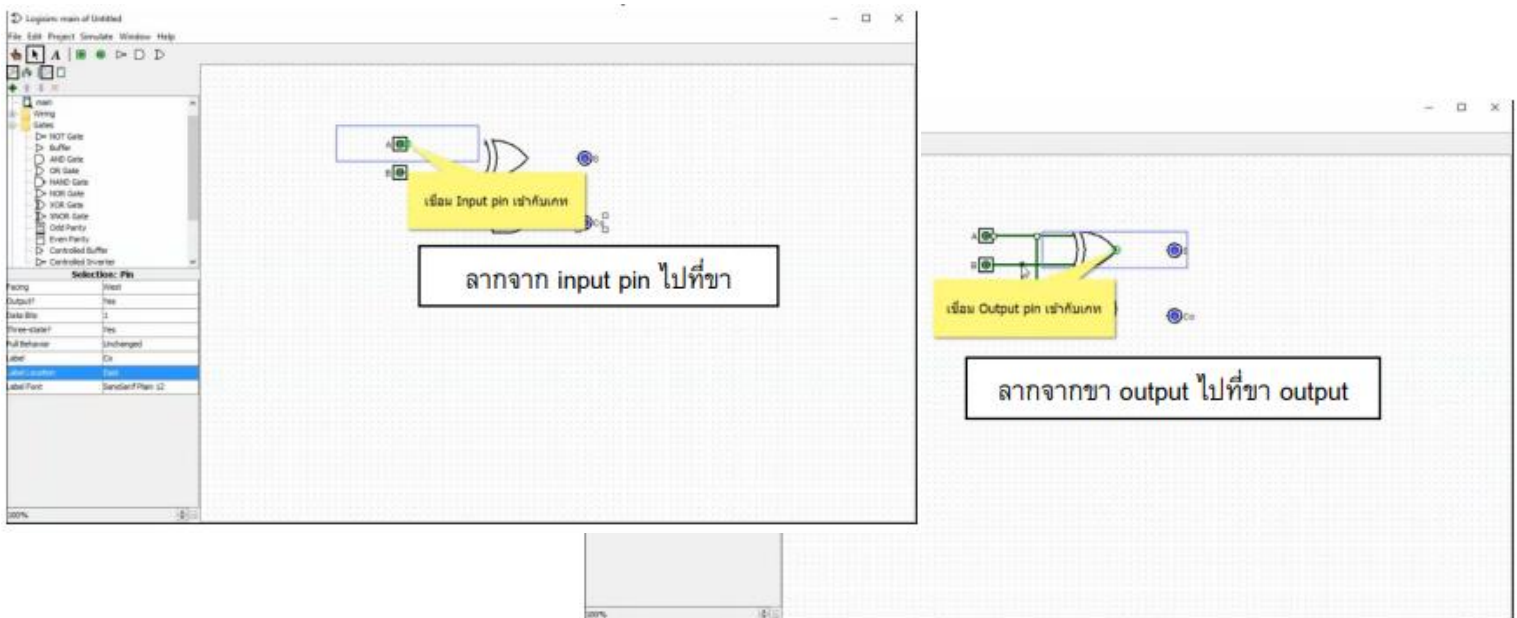 Logisim: main of Untitled
File Edit Project Simulate Window Help
A
main
Wiring
Gates
NOT Gate
Buffer
AND Gate
OR Gate
NAND Gate
NOR Gate
XOR Gate
XNOR Gate
Odd Parity
Even Parity
Controlled Buffer
Controlled Inverter
Selection: Pin
Facing West
Output? Yes
Data Bits 1
Three-state? Yes
Pull Behavior Unchanged
Label Co
Label Location East
Label Font SansSerif Plain 12
100%
A
B
เชื่อม Input pin เข้ากับเกท
ลากจาก input pin ไปที่ขา
A
B
Co
เชื่อม Output pin เข้ากับเกท
ลากจากขา output ไปที่ขา output
100%